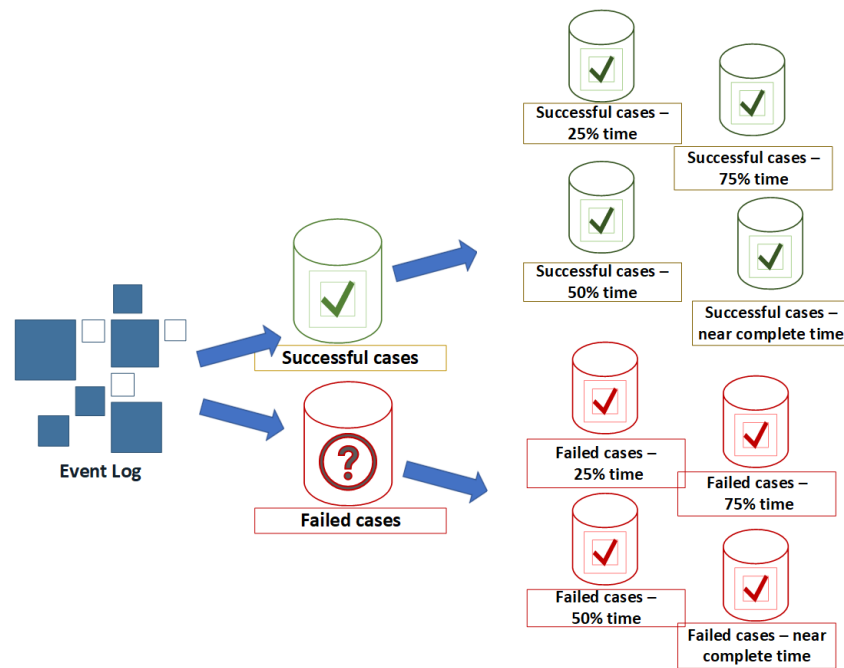 Event Log
Successful cases
Failed cases
Successful cases –
25% time
Successful cases –
75% time
Successful cases –
50% time
Successful cases –
near complete time
Failed cases –
25% time
Failed cases –
75% time
Failed cases –
50% time
Failed cases – near
complete time
?